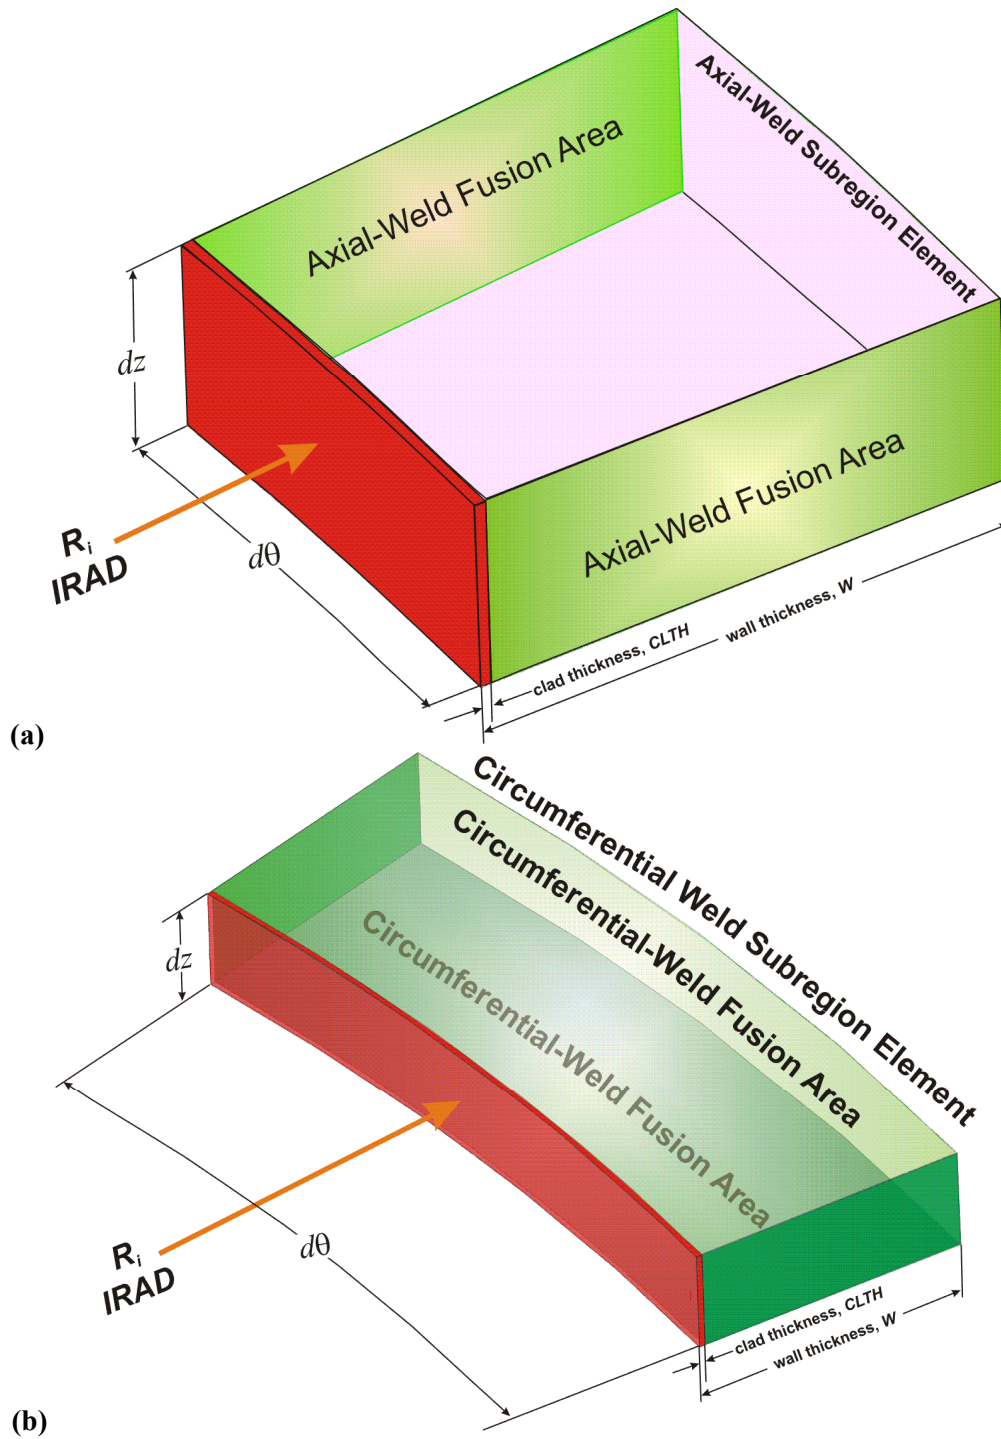 Axial-Weld Subregion Element
Axial-Weld Fusion Area
dz
Axial-Weld Fusion Area
R i
IRAD
dθ
clad thickness, CLTH
wall thickness, W
(a)
Circumferential Weld Subregion Element
Circumferential-Weld Fusion Area
Circumferential-Weld Fusion Area
dz
R i
IRAD
dθ
clad thickness, CLTH
wall thickness, W
(b)